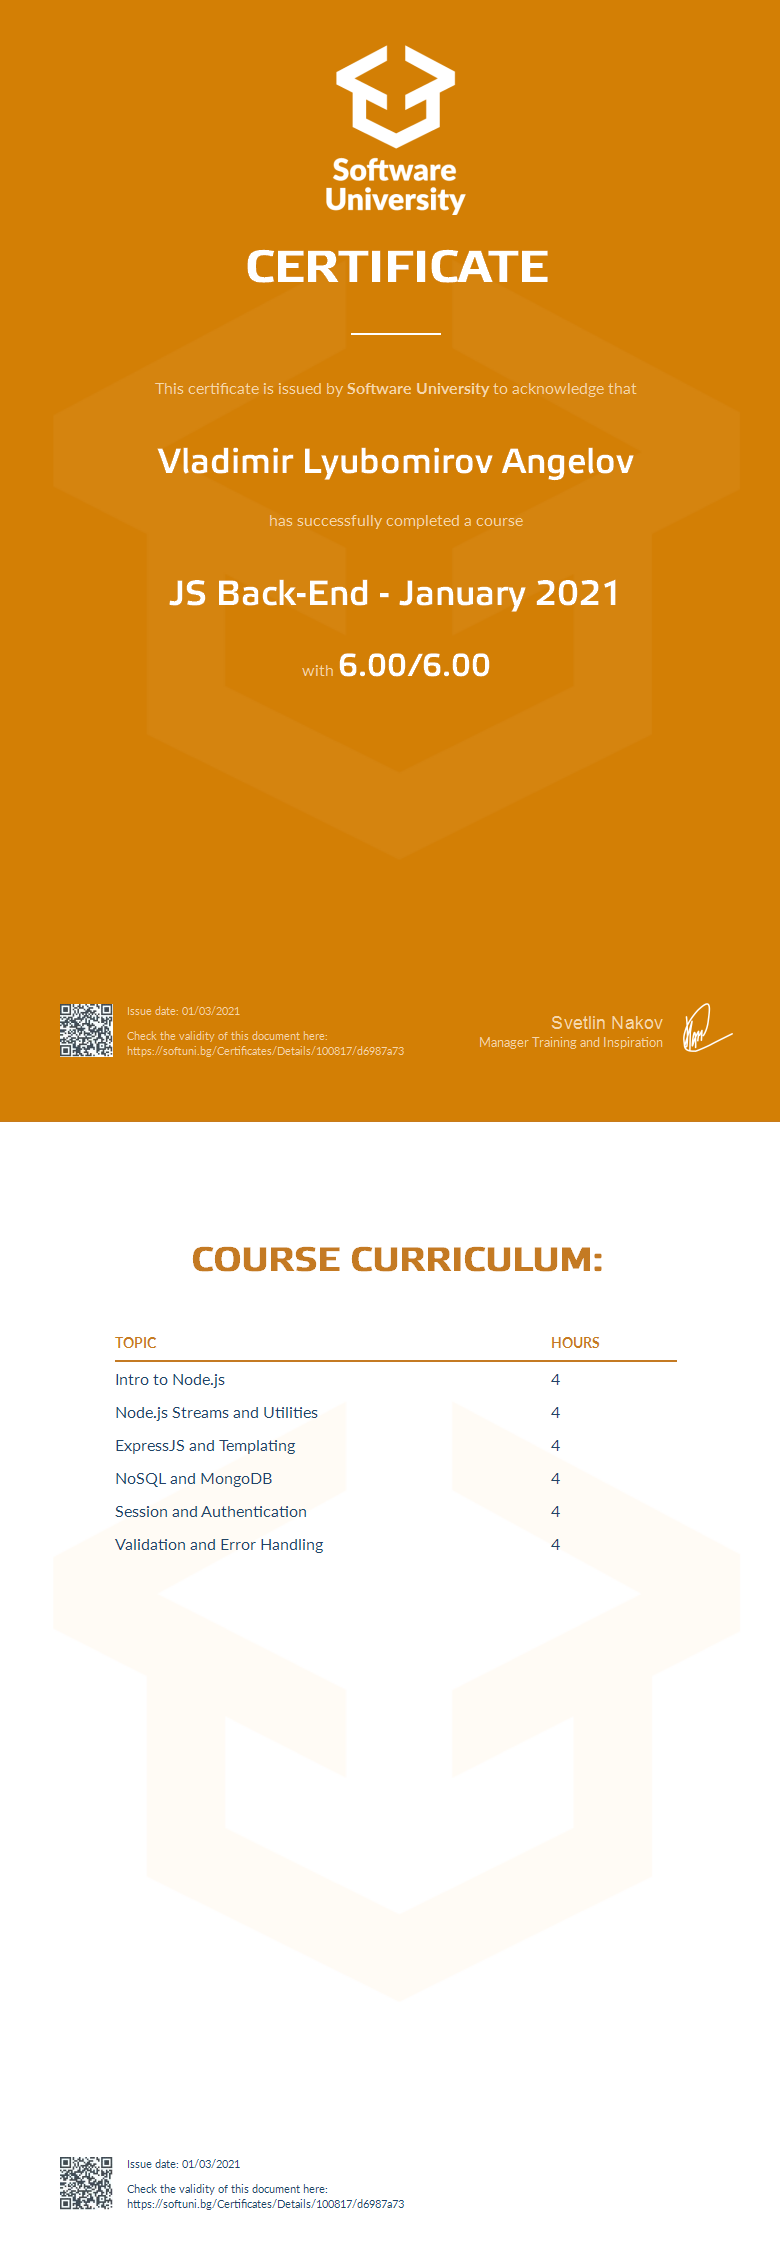 Software
University
CERTIFICATE
This certificate is issued by Software University to acknowledge that
Vladimir Lyubomirov Angelov
has successfully completed a course
JS Back-End - January 2021
with 6.00/6.00
Issue date: 01/03/2021
Check the validity of this document here:
https://softuni.bg/Certificates/Details/100817/d6987a73
Svetlin Nakov
Manager Training and Inspiration
COURSE CURRICULUM:
TOPIC HOURS
Intro to Node.js 4
Node.js Streams and Utilities 4
ExpressJS and Templating 4
NoSQL and MongoDB 4
Session and Authentication 4
Validation and Error Handling 4
Issue date: 01/03/2021
Check the validity of this document here:
https://softuni.bg/Certificates/Details/100817/d6987a73